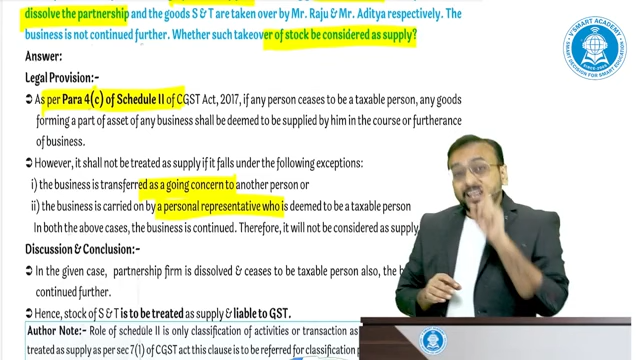 dissolve the partnership and the goods S & T are taken over by Mr. Raju & Mr. Aditya respectively. The
business is not continued further. Whether such takeover of stock be considered as supply?
Answer:
Legal Provision:-
As per Para 4(c) of Schedule II of CGST Act, 2017, if any person ceases to be a taxable person, any goods
forming a part of asset of any business shall be deemed to be supplied by him in the course or furtherance
of business.
However, it shall not be treated as supply if it falls under the following exceptions:
i) the business is transferred as a going concern to another person or
ii) the business is carried on by a personal representative who is deemed to be a taxable person
In both the above cases, the business is continued. Therefore, it will not be considered as supply
Discussion & Conclusion:-
In the given case, partnership firm is dissolved & ceases to be taxable person also, the
continued further.
Hence, stock of S & T is to be treated as supply & liable to GST.
Author Note:- Role of schedule II is only classification of activities or transaction as
treated as supply as per sec 7(1) of CGST act this clause is to be referred for classification
V'SMART ACADEMY
SMART DECISION FOR SMART EDUCATION